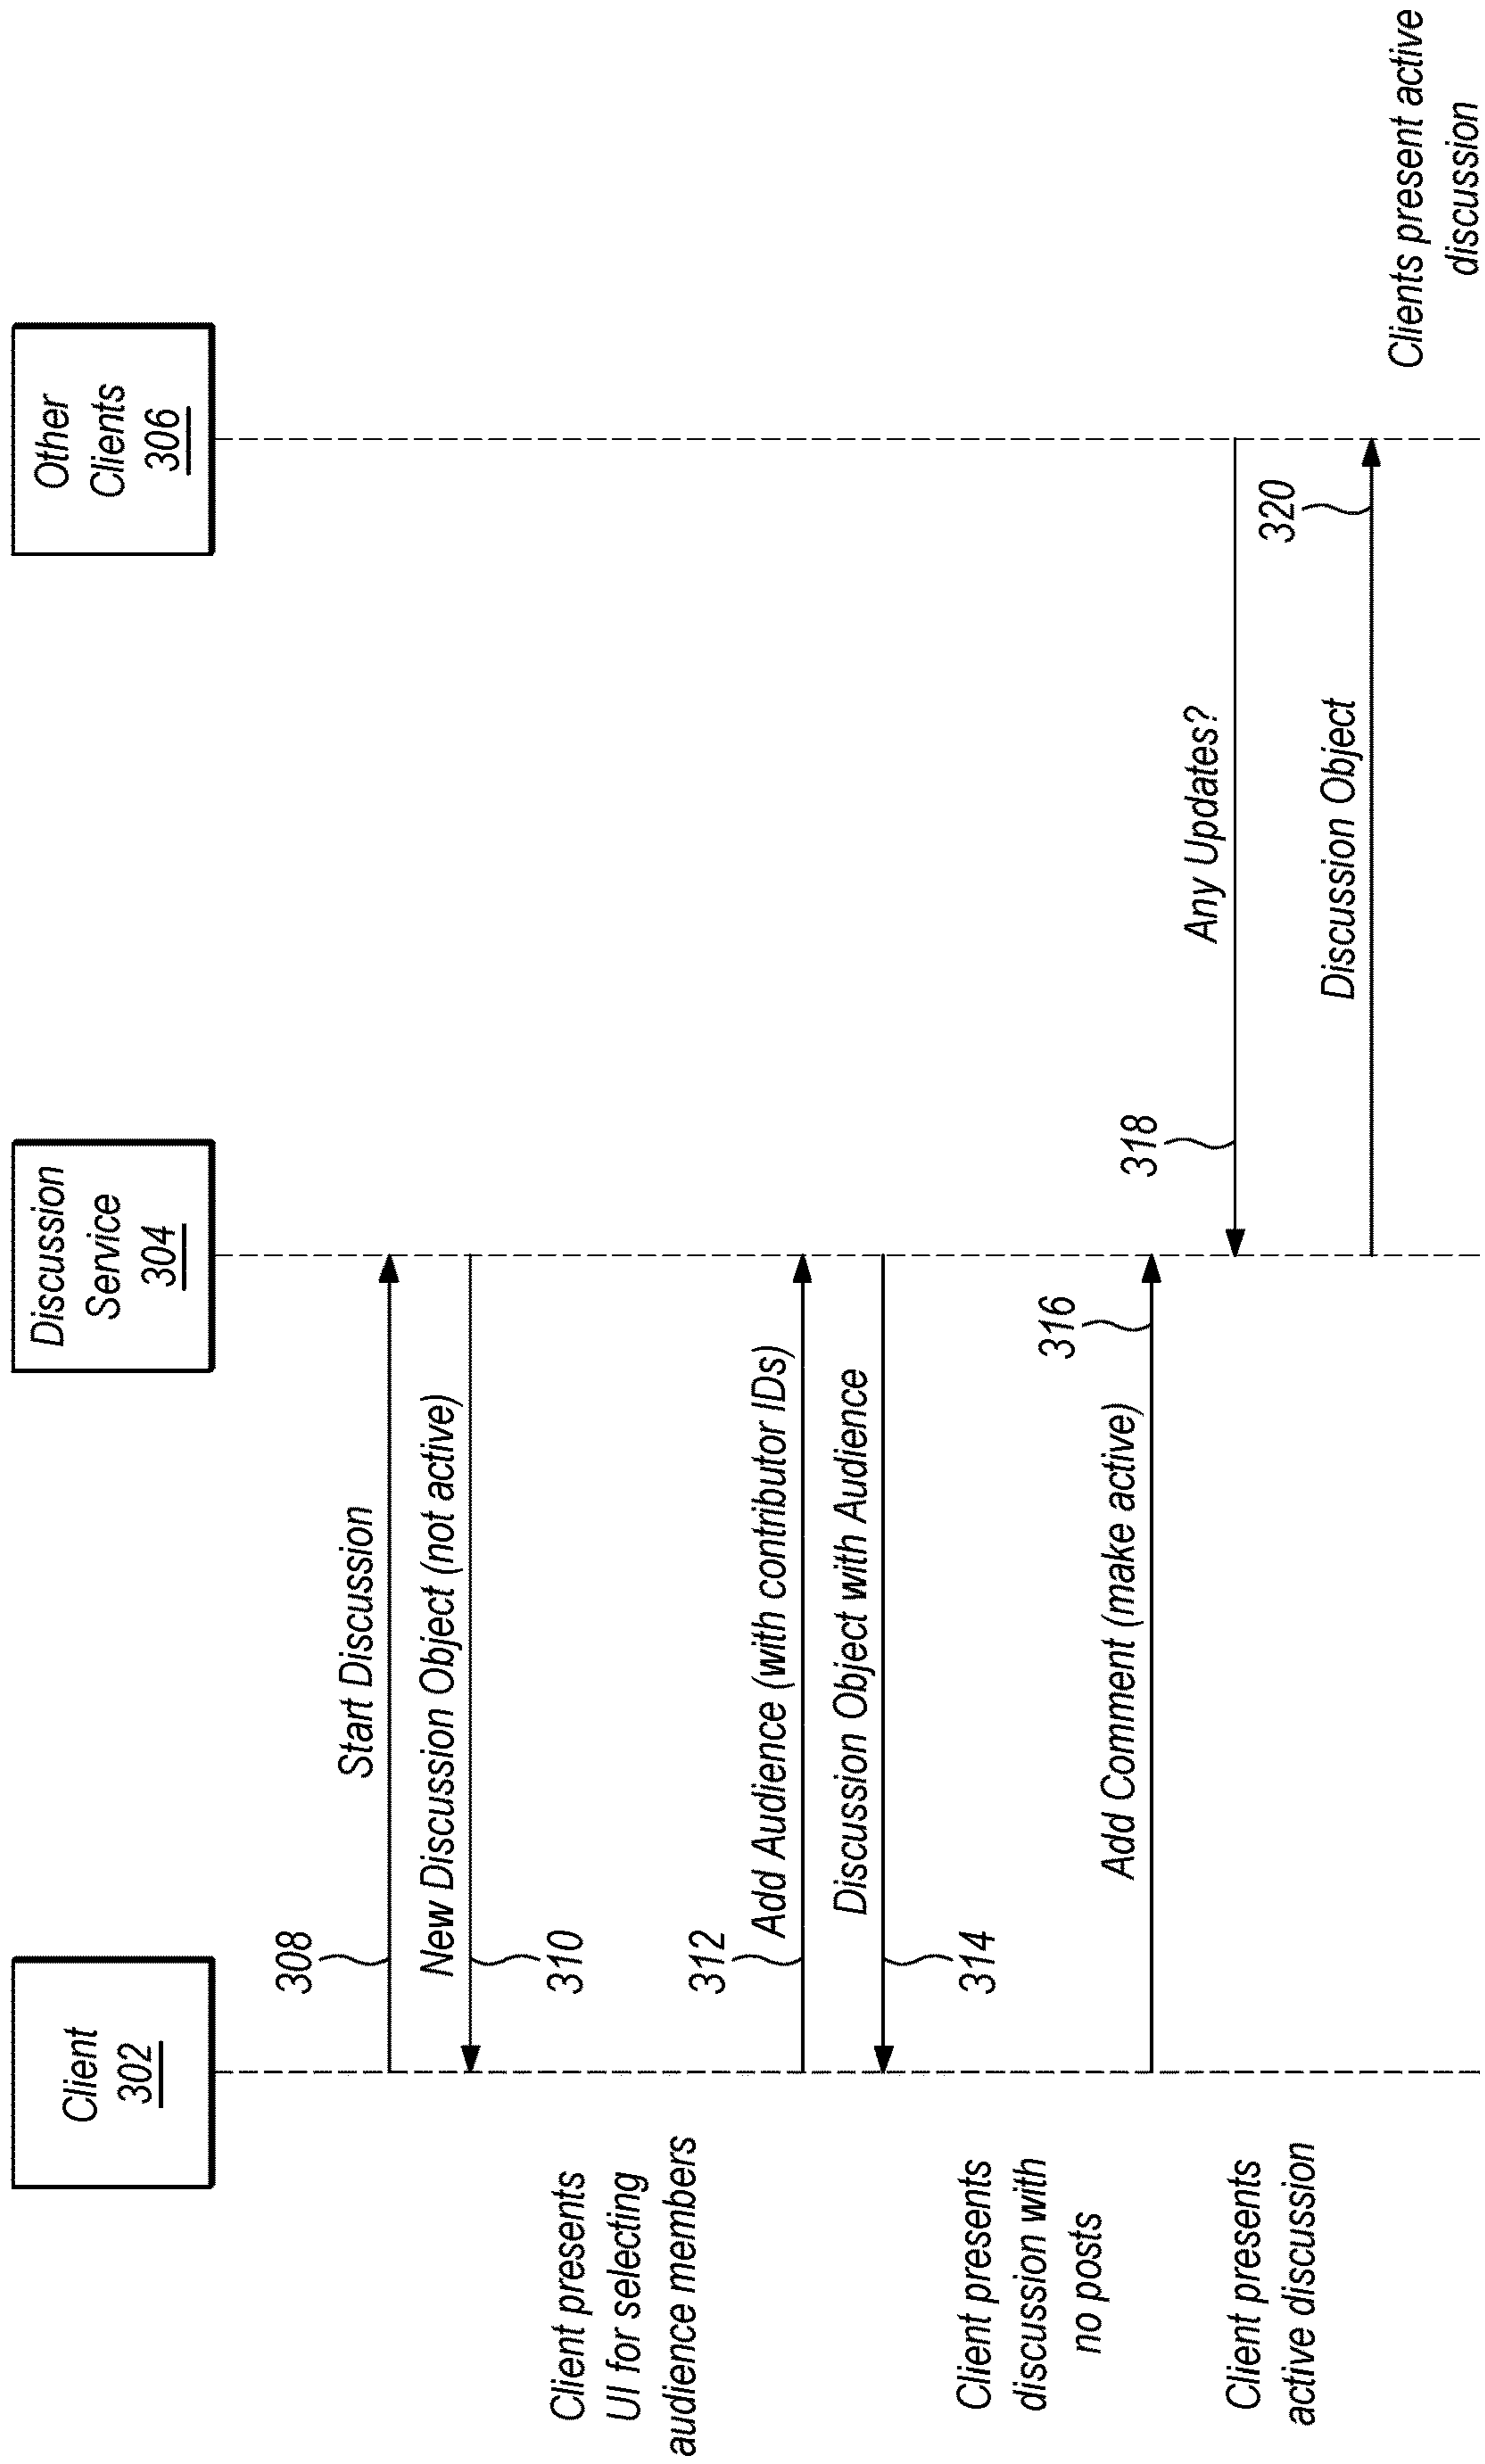 Client
302
Discussion
Service
304
Other
Clients
306
308
Start Discussion
New Discussion Object (not active)
310
Client presents
UI for selecting
audience members
312
Add Audience (with contributor IDs)
Discussion Object with Audience
314
Client presents
discussion with
no posts
Add Comment (make active)
316
Client presents
active discussion
318
Any Updates?
320
Discussion Object
Clients present active
discussion